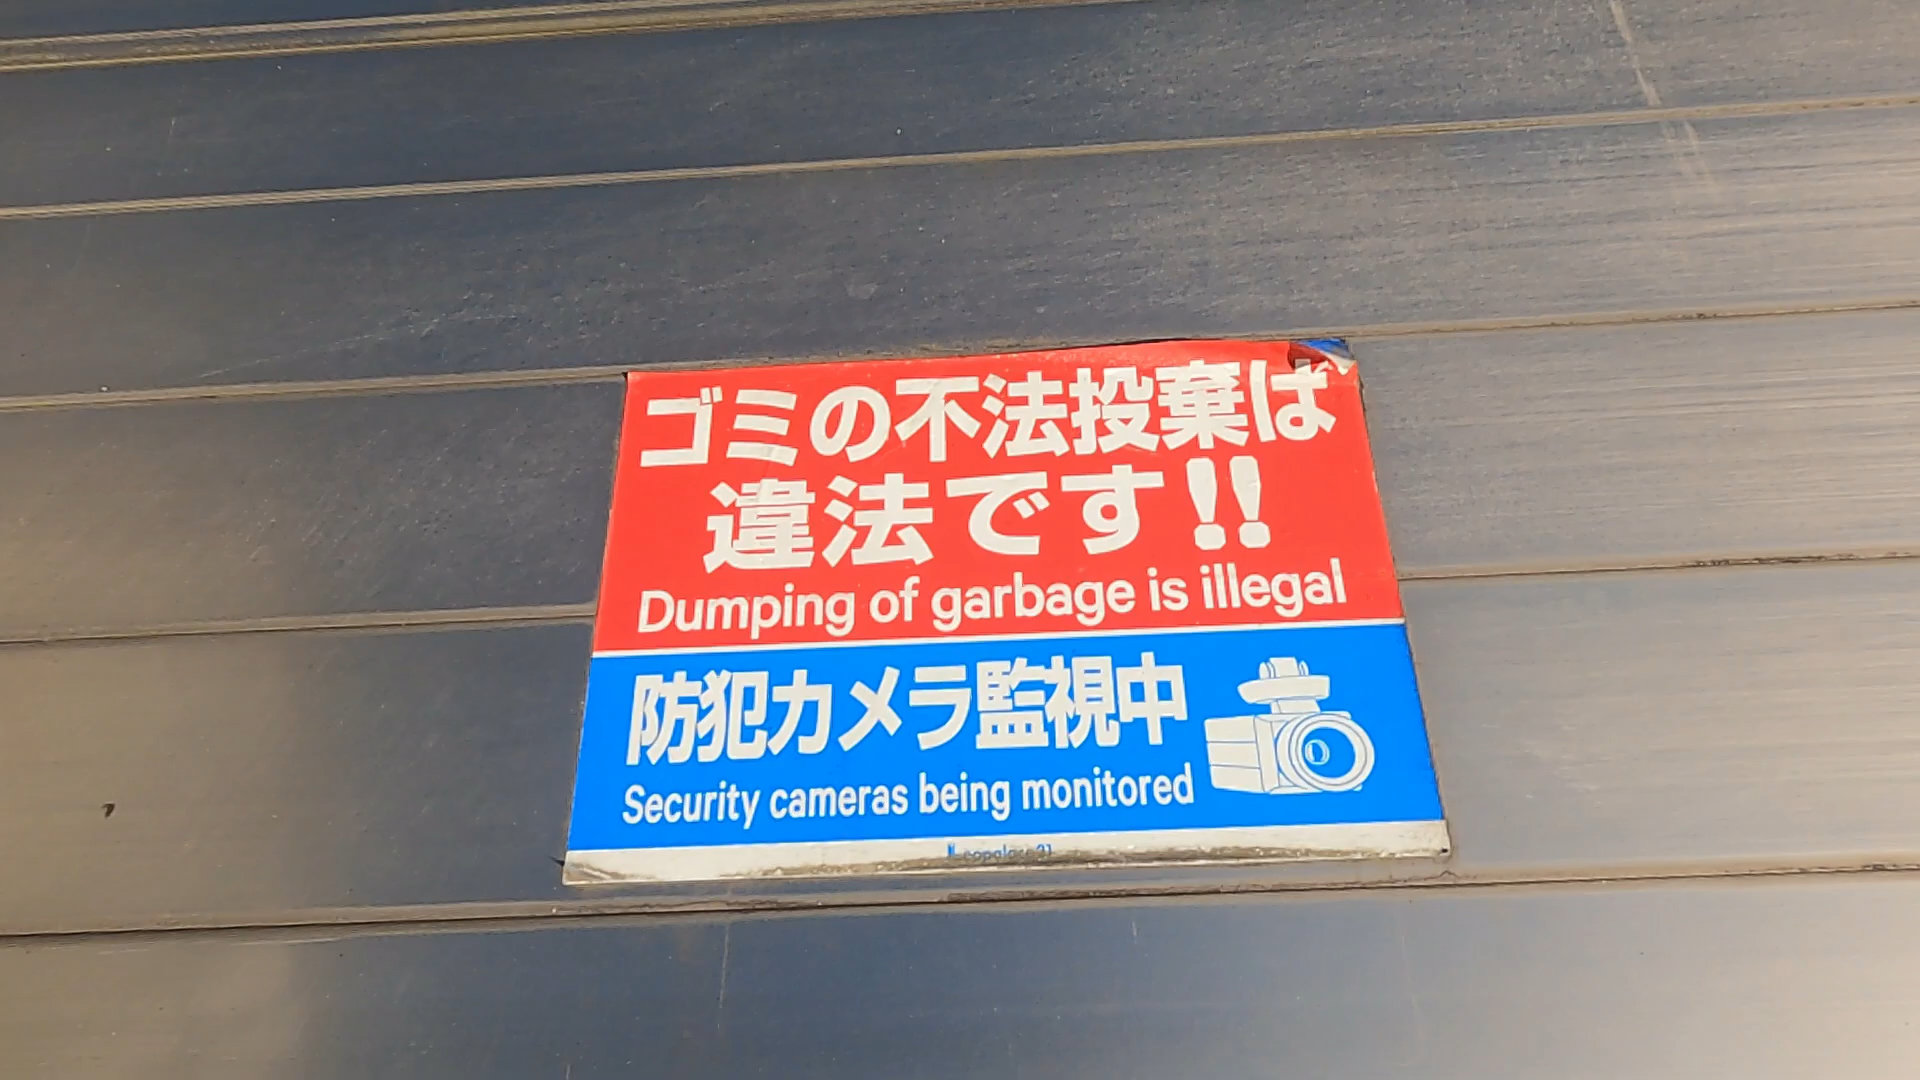 ゴミの不法投棄は
違法です!!
Dumping of garbage is illegal
防犯カメラ監視中
Security cameras being monitored